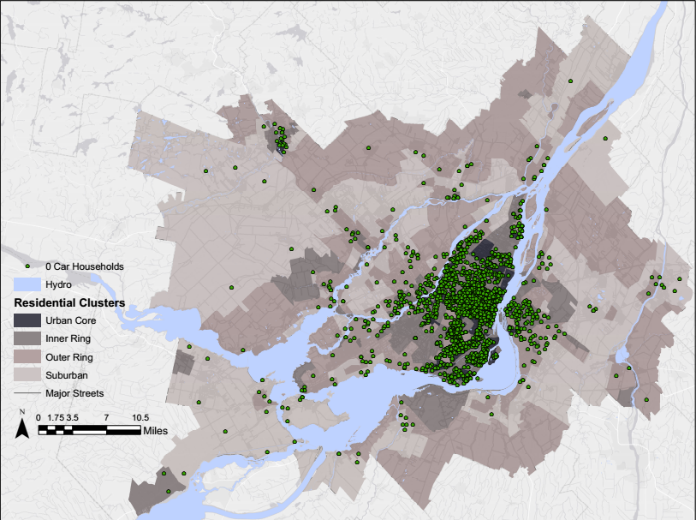 0 Car Households
Hydro
Residential Clusters
Urban Core
Inner Ring
Outer Ring
Suburban
Major Streets
N
0 1.75 3.5 7 10.5
Miles